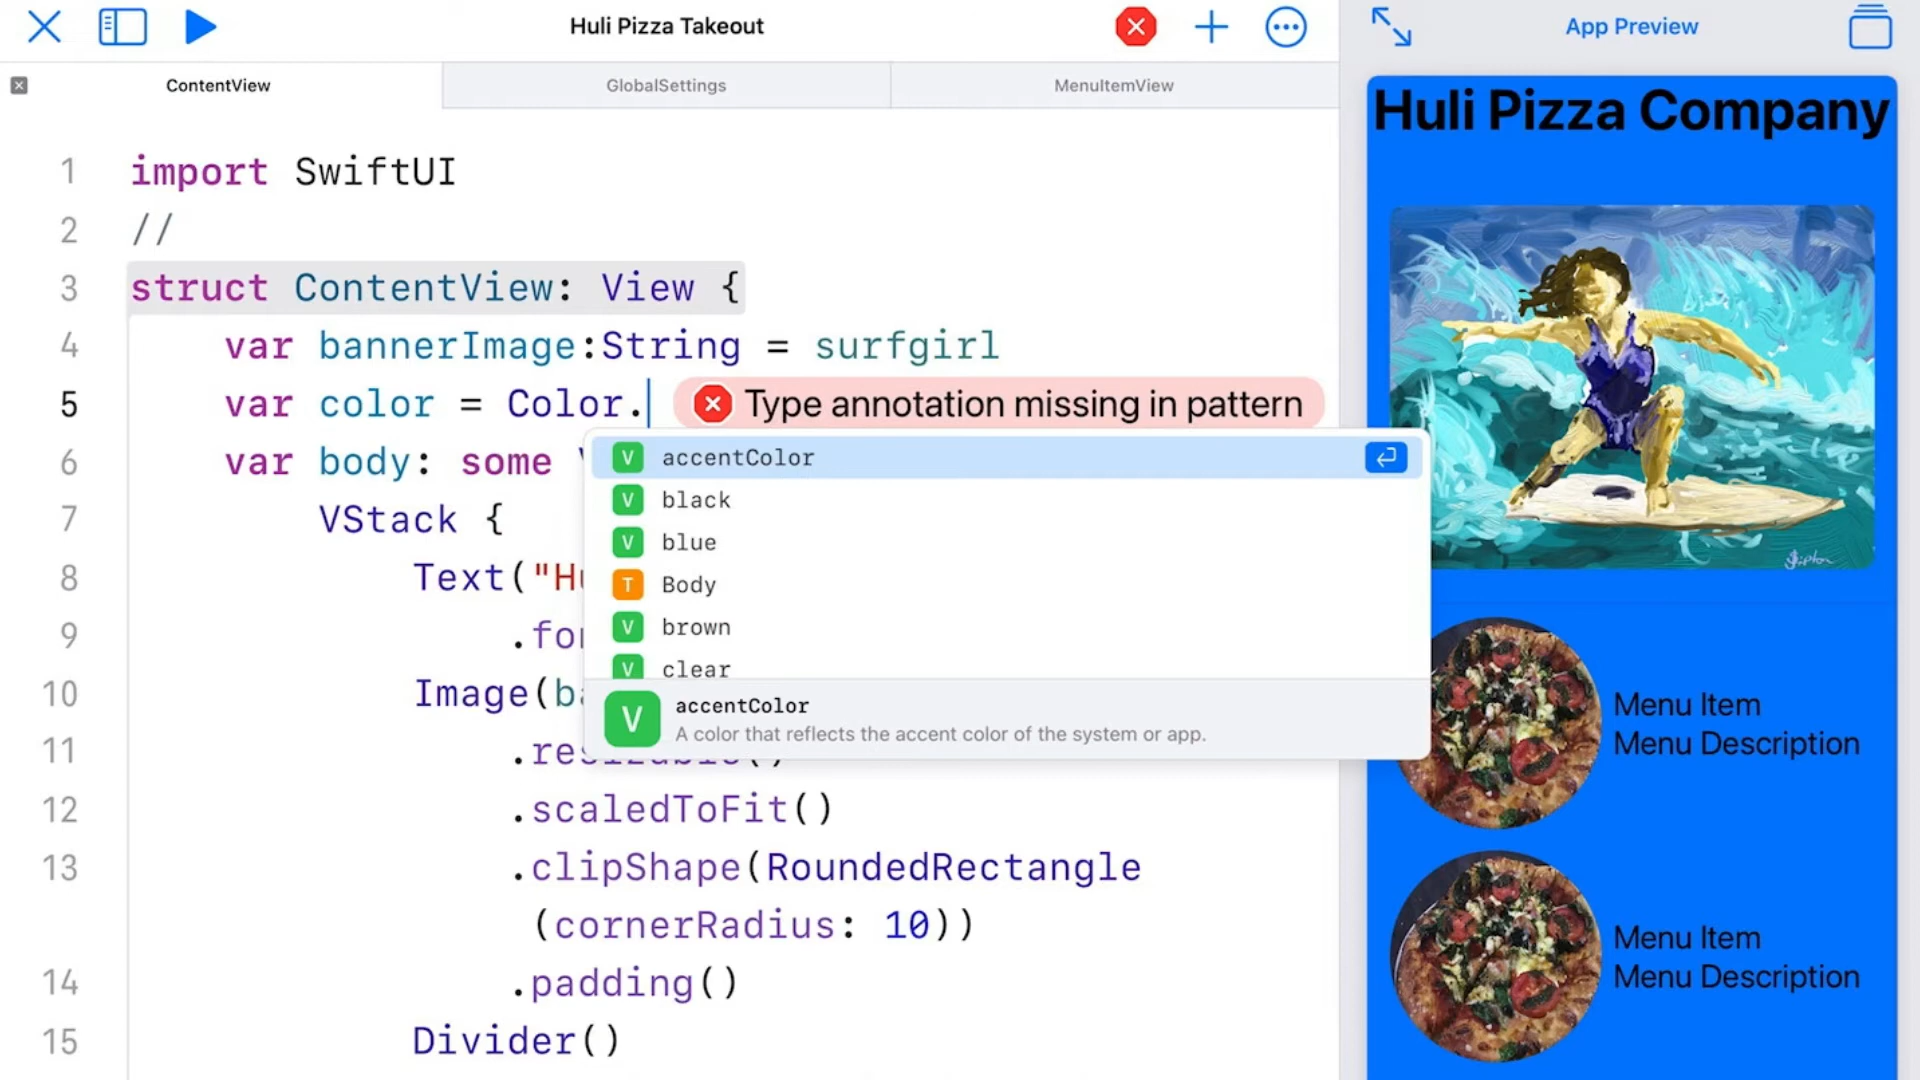 Huli Pizza Takeout
App Preview
ContentView
GlobalSettings
MenuItemView
1 import SwiftUI
2 //
3 struct ContentView: View {
4 var bannerImage:String = surfgirl
5 var color = Color. Type annotation missing in pattern
6 var body: some
7 VStack {
8 Text("Hu
9 .fo
10 Image(ba
11 .resizable()
12 .scaledToFit()
13 .clipShape(RoundedRectangle
(cornerRadius: 10))
14 .padding()
15 Divider()
V accentColor
V black
V blue
T Body
V brown
V clear
V accentColor
A color that reflects the accent color of the system or app.
Huli Pizza Company
Menu Item
Menu Description
Menu Item
Menu Description